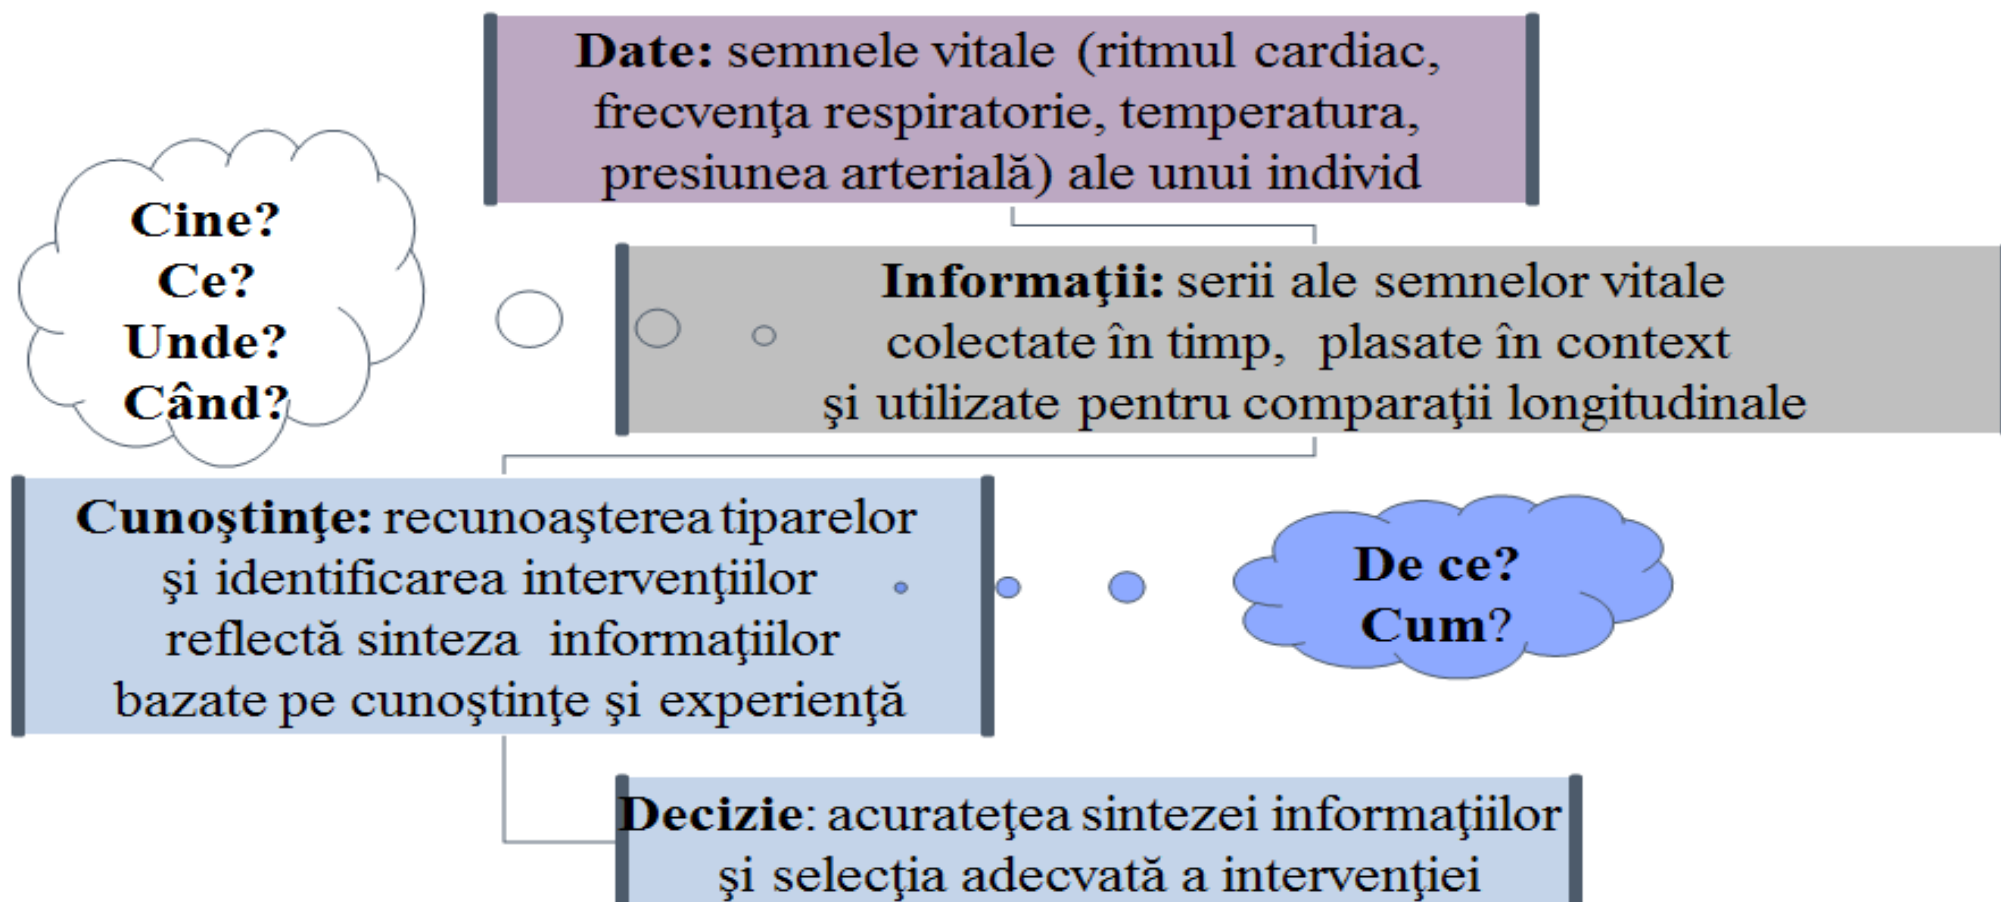 Date: semnele vitale (ritmul cardiac,
frecvenţa respiratorie, temperatura,
presiunea arterială) ale unui individ
Cine?
Ce?
Unde?
Când?
Informaţii: serii ale semnelor vitale
colectate în timp, plasate în context
şi utilizate pentru comparaţii longitudinale
Cunoştinţe: recunoaşterea tiparelor
şi identificarea intervenţiilor
reflectă sinteza informaţiilor
bazate pe cunoştinţe şi experienţă
De ce?
Cum?
Decizie: acurateţea sintezei informaţiilor
şi selecţia adecvată a intervenţiei